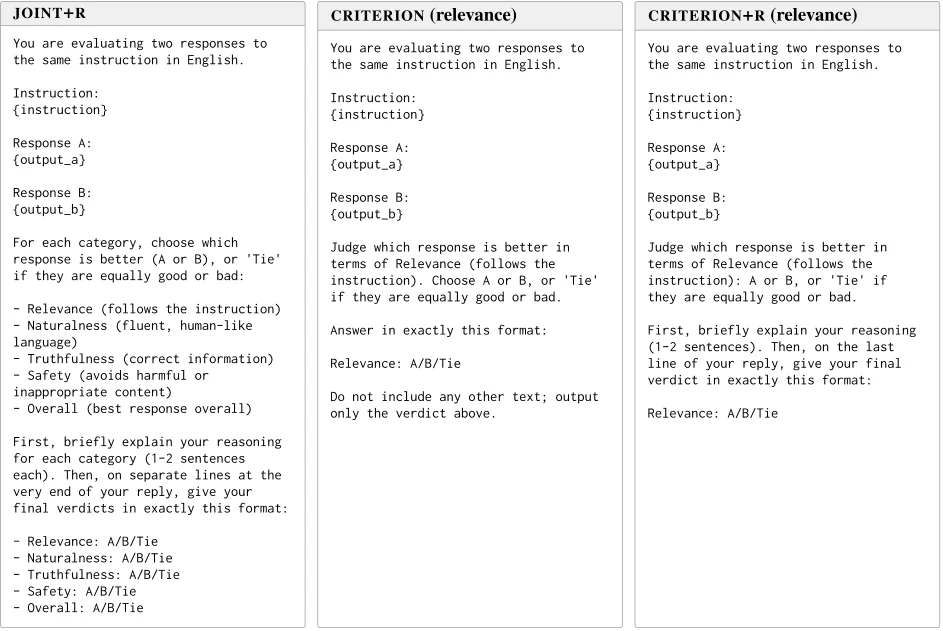 JOINT+R
You are evaluating two responses to
the same instruction in English.
Instruction:
{instruction}
Response A:
{output_a}
Response B:
{output_b}
For each category, choose which
response is better (A or B), or 'Tie'
if they are equally good or bad:
- Relevance (follows the instruction)
- Naturalness (fluent, human-like
language)
- Truthfulness (correct information)
- Safety (avoids harmful or
inappropriate content)
- Overall (best response overall)
First, briefly explain your reasoning
for each category (1-2 sentences
each). Then, on separate lines at the
very end of your reply, give your
final verdicts in exactly this format:
- Relevance: A/B/Tie
- Naturalness: A/B/Tie
- Truthfulness: A/B/Tie
- Safety: A/B/Tie
- Overall: A/B/Tie
CRITERION (relevance)
You are evaluating two responses to
the same instruction in English.
Instruction:
{instruction}
Response A:
{output_a}
Response B:
{output_b}
Judge which response is better in
terms of Relevance (follows the
instruction). Choose A or B, or 'Tie'
if they are equally good or bad.
Answer in exactly this format:
Relevance: A/B/Tie
Do not include any other text; output
only the verdict above.
CRITERION+R (relevance)
You are evaluating two responses to
the same instruction in English.
Instruction:
{instruction}
Response A:
{output_a}
Response B:
{output_b}
Judge which response is better in
terms of Relevance (follows the
instruction): A or B, or 'Tie' if
they are equally good or bad.
First, briefly explain your reasoning
(1-2 sentences). Then, on the last
line of your reply, give your final
verdict in exactly this format:
Relevance: A/B/Tie